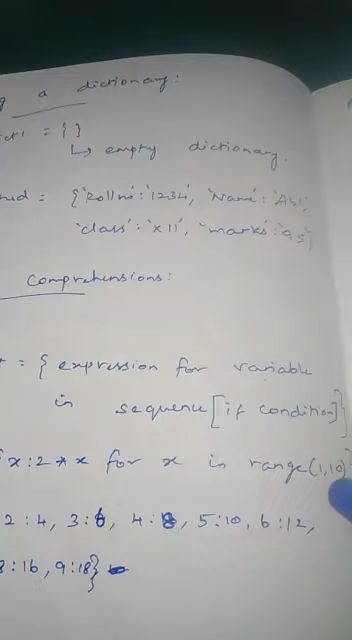 a dictionary:
= { }
↳ empty dictionary.
= {'Rollno':'1234, 'Name':
'class':'XII', 'marks':'95}
Comprehensions:
= { expression for variable
in sequence [if condition]}
x:2*x for x in range(1,10)}
2:4, 3:6, 4:8, 5:10, 6:12,
8:16, 9:18}